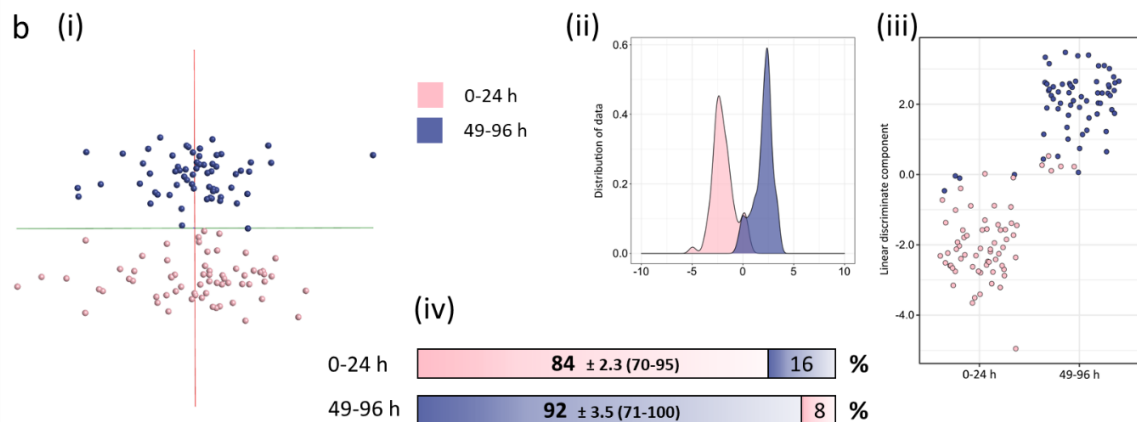 b (i)
0-24 h
49-96 h
(ii)
Distribution of data
0.6
0.4
0.2
0.0
-10
-5
0
5
10
(iii)
Linear discriminate component
2.0
0.0
-2.0
-4.0
0-24 h
49-96 h
(iv)
0-24 h 84 ± 2.3 (70-95) 16 %
49-96 h 92 ± 3.5 (71-100) 8 %